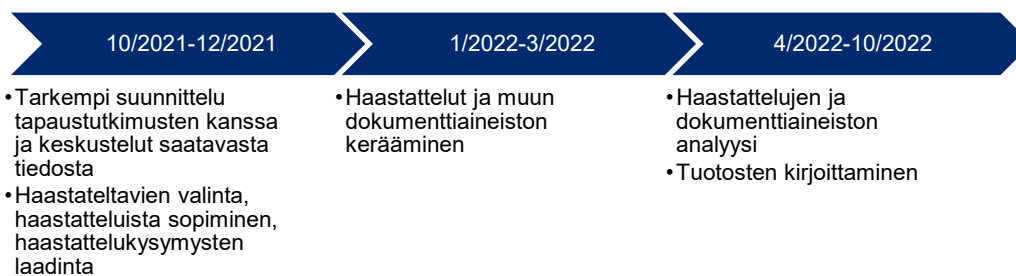 10/2021-12/2021
•Tarkempi suunnittelu
tapaustutkimusten kanssa
ja keskustelut saatavasta
tiedosta
•Haastateltavien valinta,
haastatteluista sopiminen,
haastattelukysymysten
laadinta
1/2022-3/2022
•Haastattelut ja muun
dokumenttiaineiston
kerääminen
4/2022-10/2022
•Haastattelujen ja
dokumenttiaineiston
analyysi
•Tuotosten kirjoittaminen